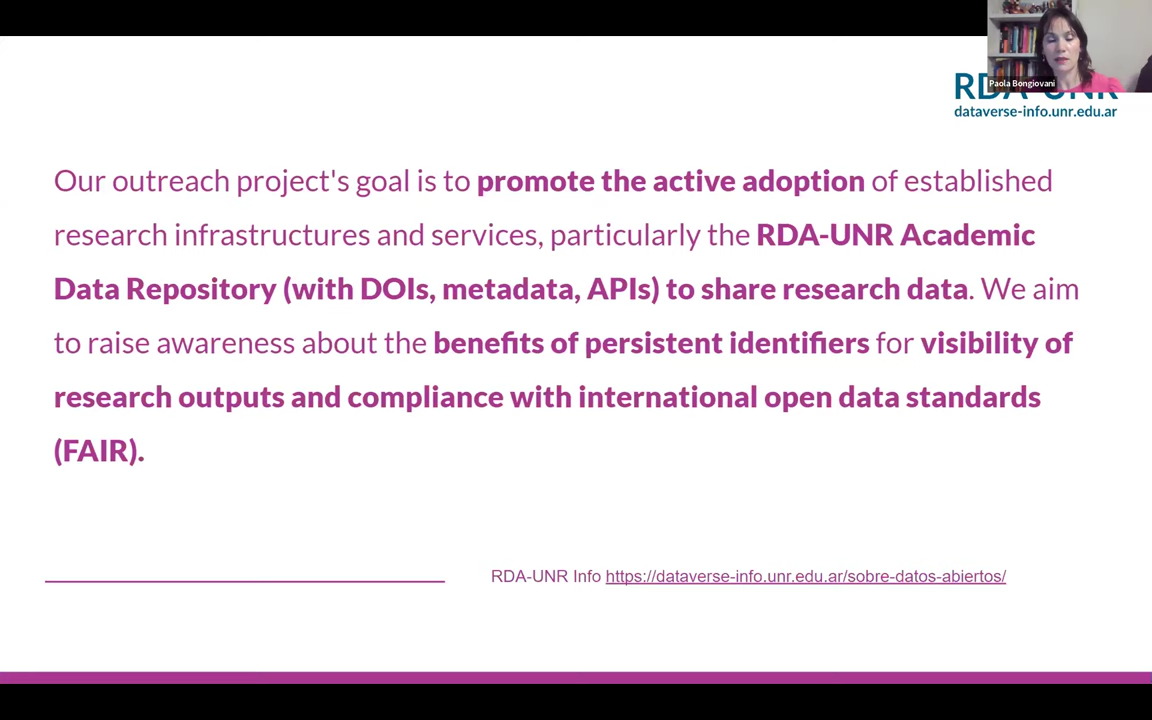 Paola Bongiovani
RDA-UNR
dataverse-info.unr.edu.ar
Our outreach project's goal is to promote the active adoption of established
research infrastructures and services, particularly the RDA-UNR Academic
Data Repository (with DOIs, metadata, APIs) to share research data. We aim
to raise awareness about the benefits of persistent identifiers for visibility of
research outputs and compliance with international open data standards
(FAIR).
RDA-UNR Info https://dataverse-info.unr.edu.ar/sobre-datos-abiertos/